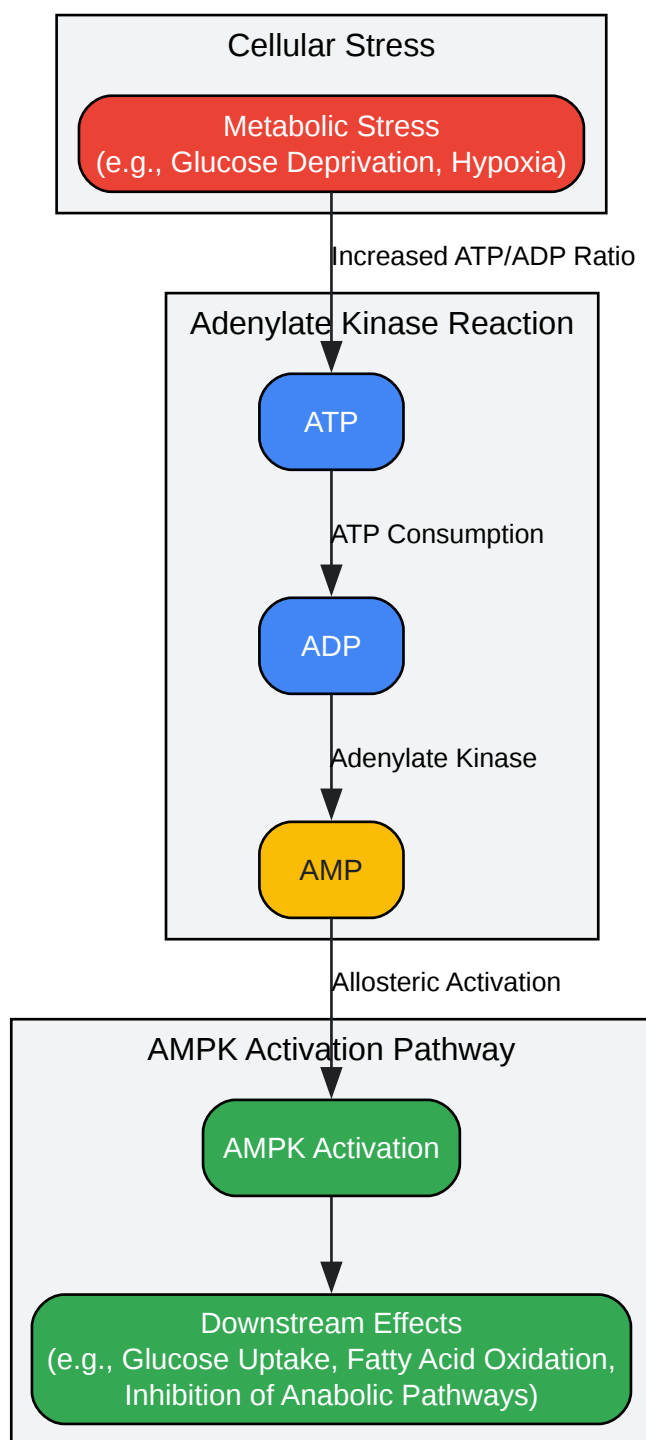 Cellular Stress
Metabolic Stress
(e.g., Glucose Deprivation, Hypoxia)
Increased ATP/ADP Ratio
Adenylate Kinase Reaction
ATP
ATP Consumption
ADP
Adenylate Kinase
AMP
Allosteric Activation
AMPK Activation Pathway
AMPK Activation
Downstream Effects
(e.g., Glucose Uptake, Fatty Acid Oxidation,
Inhibition of Anabolic Pathways)